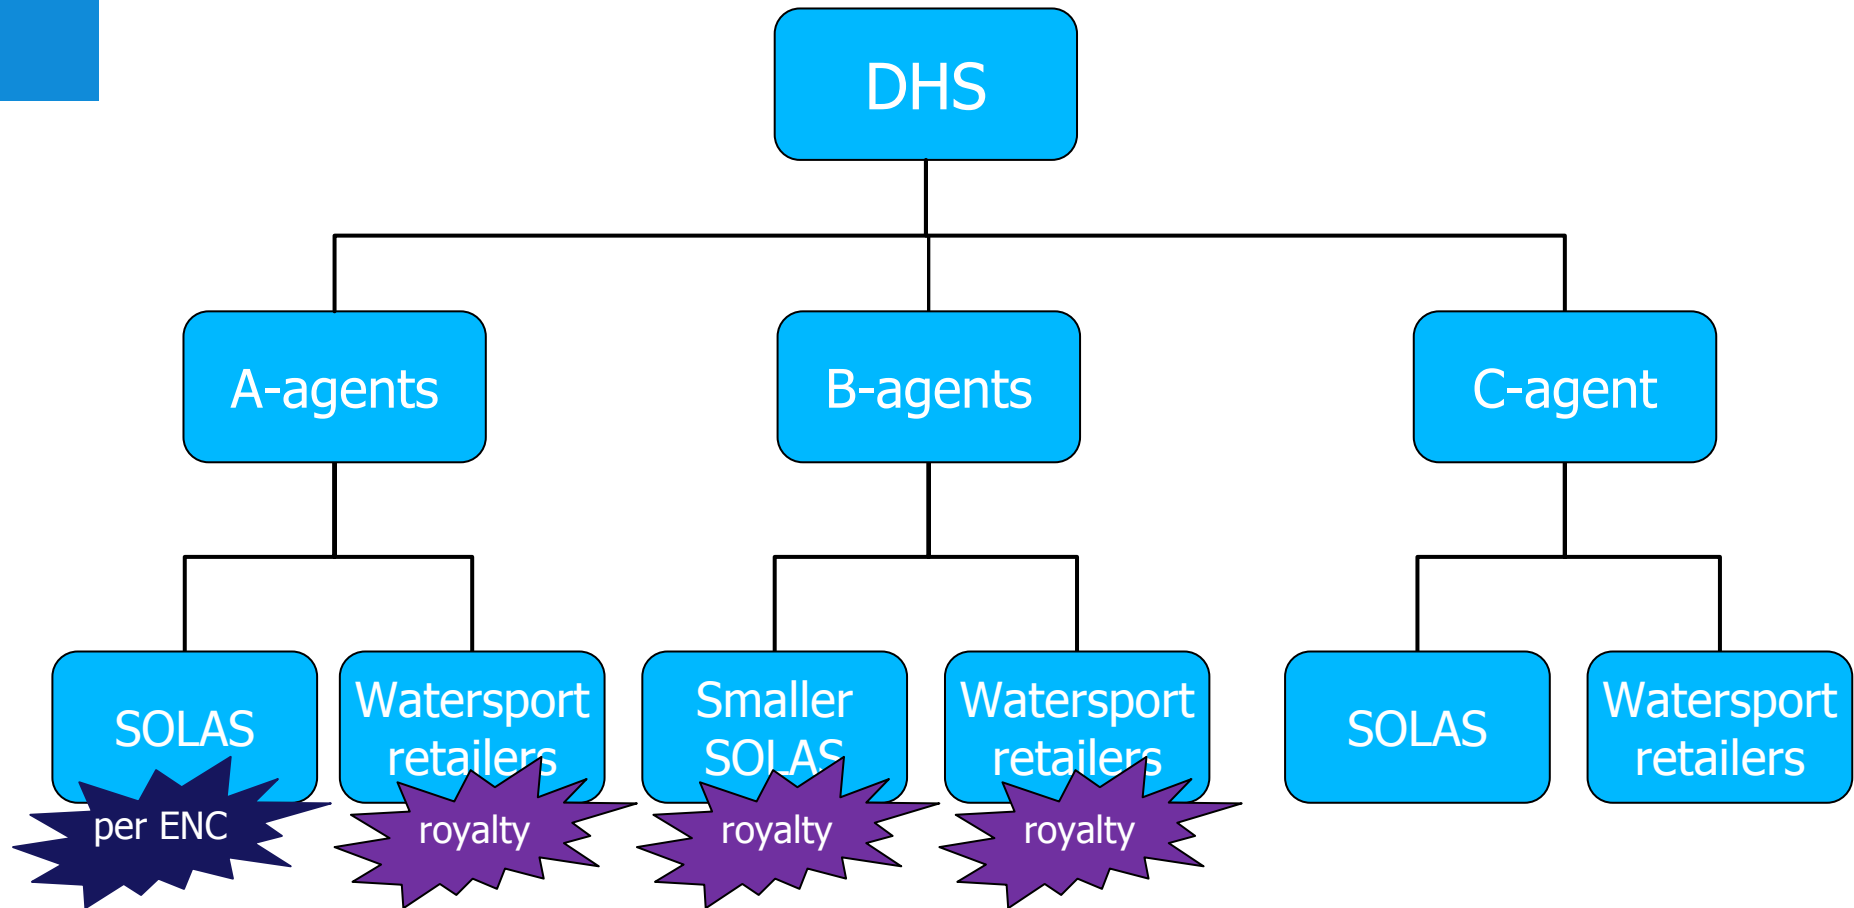 DHS
A-agents
B-agents
C-agent
SOLAS
Watersport
retailers
Smaller
SOLAS
Watersport
retailers
SOLAS
Watersport
retailers
per ENC
royalty
royalty
royalty